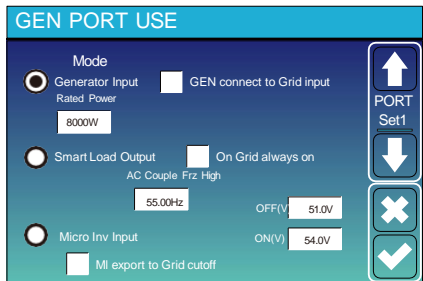 GEN PORT USE
Mode
Generator Input GEN connect to Grid input
Rated Power
8000W
PORT
Set1
Smart Load Output On Grid always on
AC Couple Frz High
55.00Hz
OFF(V) 51.0V
Micro Inv Input ON(V) 54.0V
MI export to Grid cutoff